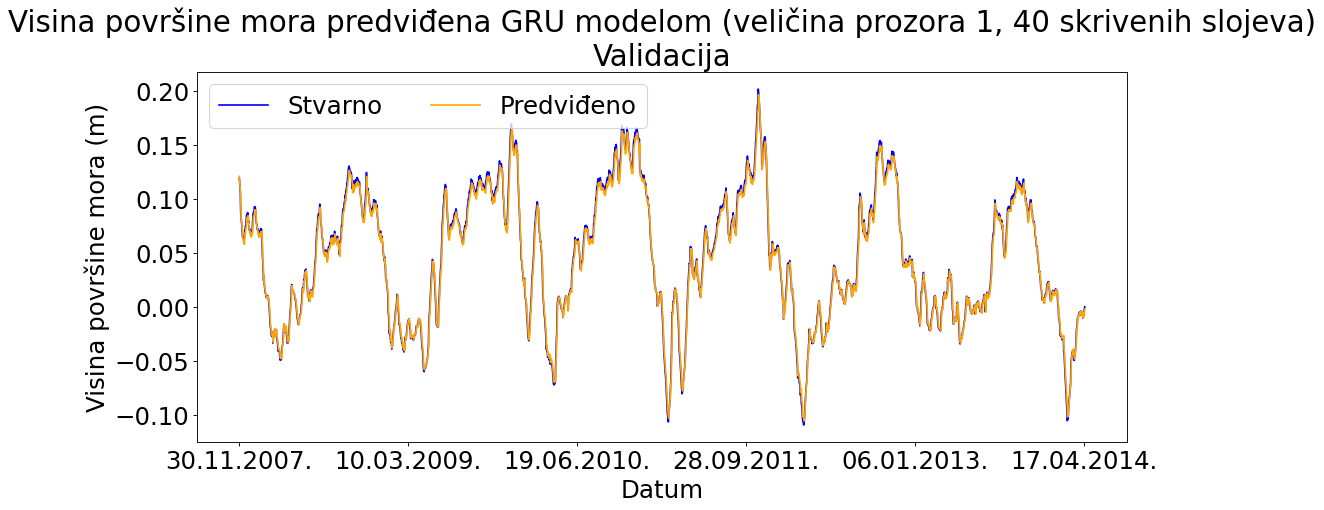 Visina površine mora predviđena GRU modelom (veličina prozora 1, 40 skrivenih slojeva)
Validacija
Stvarno Predviđeno
Visina površine mora (m)
0.20
0.15
0.10
0.05
0.00
−0.05
−0.10
30.11.2007. 10.03.2009. 19.06.2010. 28.09.2011. 06.01.2013. 17.04.2014.
Datum